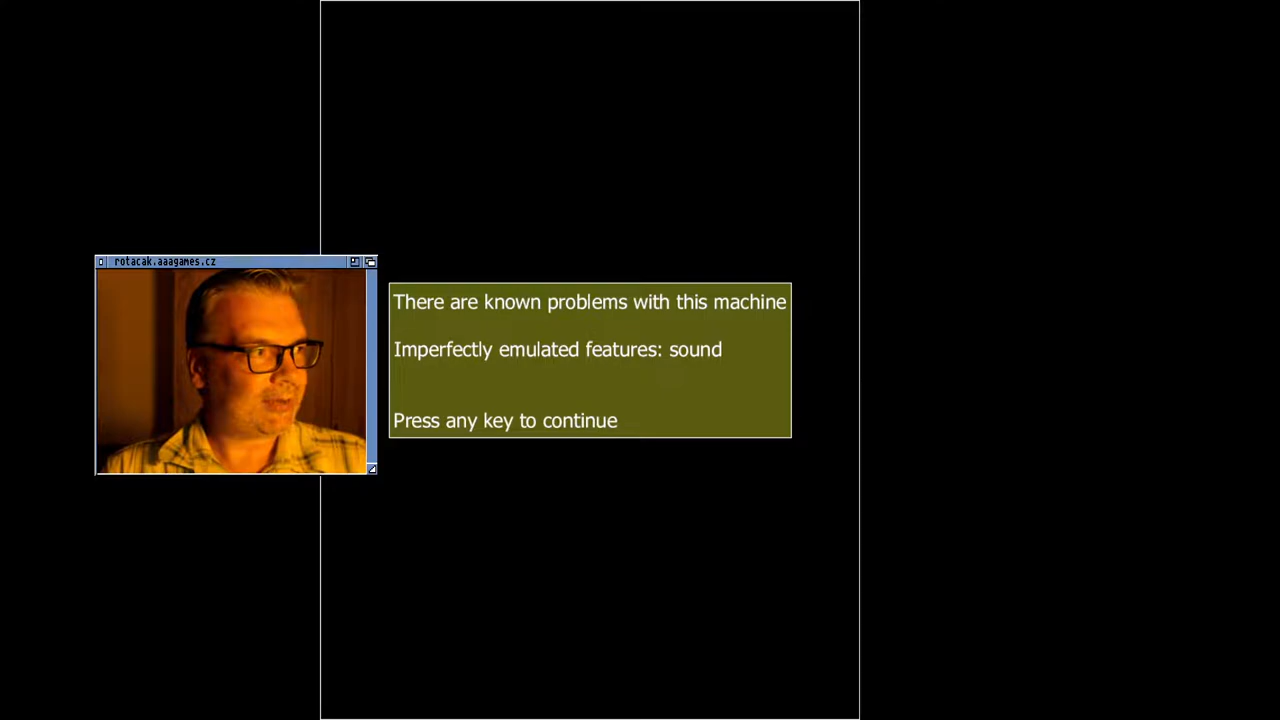 rotacak.aaagames.cz
There are known problems with this machine
Imperfectly emulated features: sound
Press any key to continue